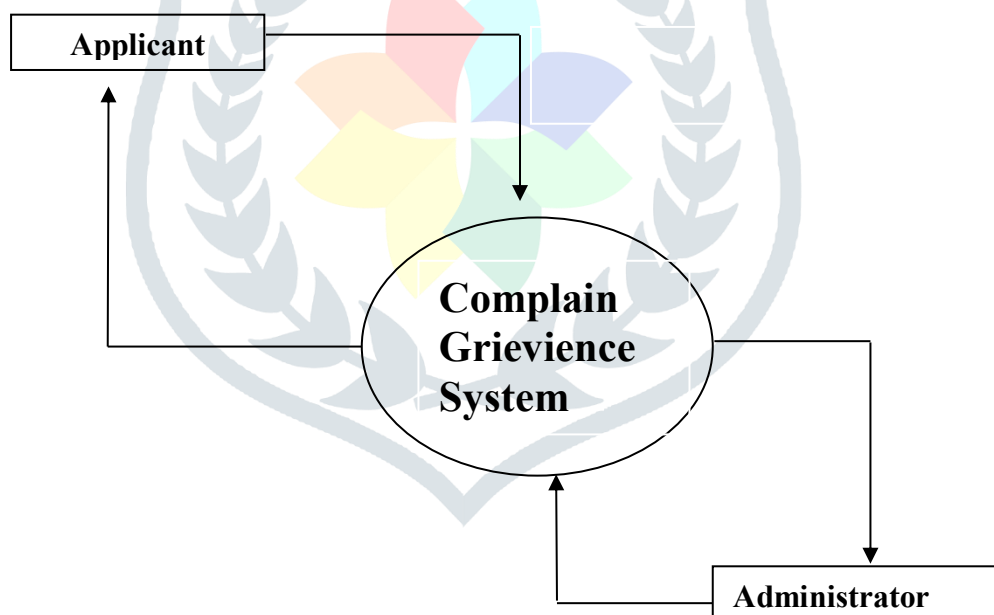 Applicant
Complain
Grievience
System
Administrator